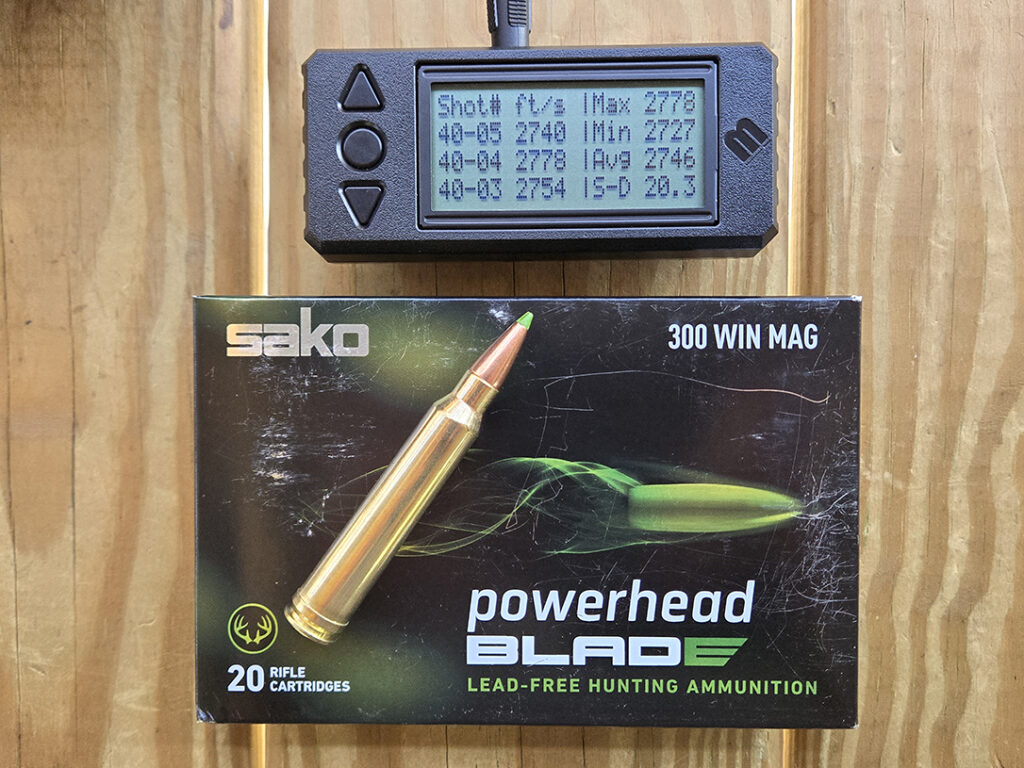 Shot# ft/s |Max 2778
40-05 2740 |Min 2727
40-04 2778 |Avg 2746
40-03 2754 |S-D 20.3
m
sako
300 WIN MAG
powerhead
BLADE
LEAD-FREE HUNTING AMMUNITION
20 RIFLE
CARTRIDGES